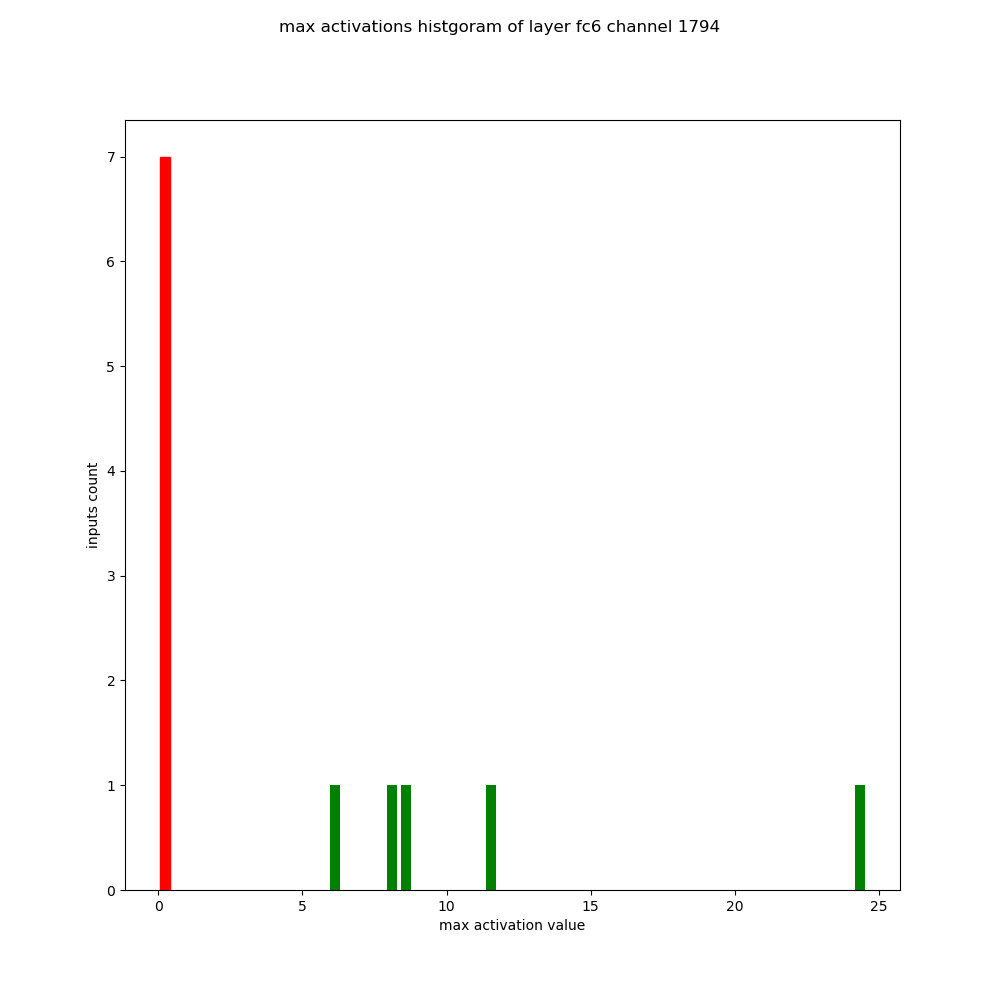 max activations histgoram of layer fc6 channel 1794
7
6
5
4
3
2
1
0
inputs count
0 5 10 15 20 25
max activation value